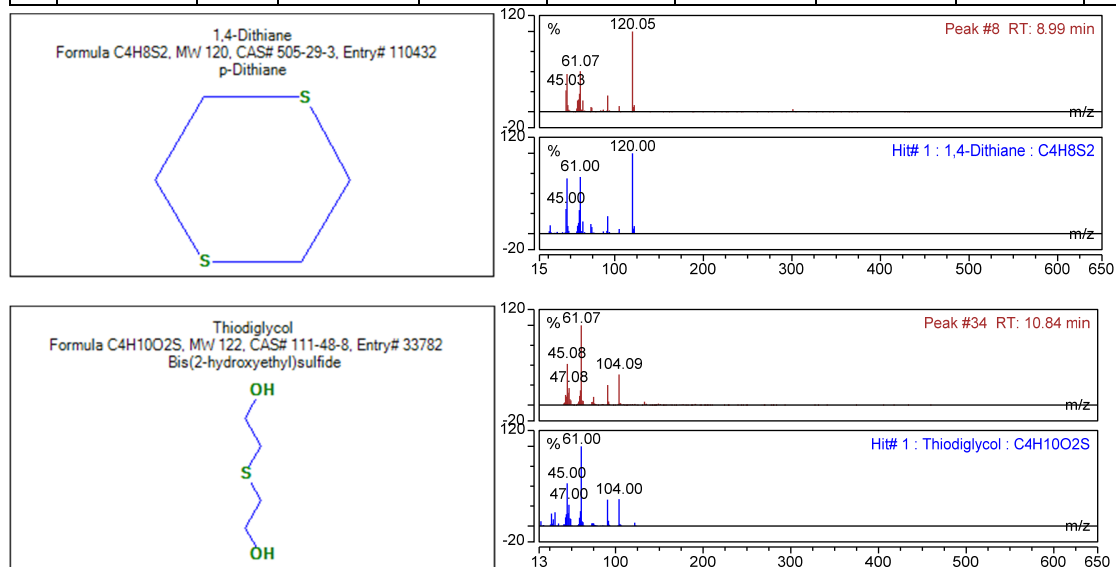 1,4-Dithiane
Formula C4H8S2, MW 120, CAS# 505-29-3, Entry# 110432
p-Dithiane
S
S
120
%
120.05
Peak #8 RT: 8.99 min
61.07
45.03
m/z
-20
120
%
120.00
Hit# 1 : 1,4-Dithiane : C4H8S2
61.00
45.00
m/z
-20
15 100 200 300 400 500 600 650
Thiodiglycol
Formula C4H10O2S, MW 122, CAS# 111-48-8, Entry# 33782
Bis(2-hydroxyethyl)sulfide
OH
S
OH
120
%
61.07
Peak #34 RT: 10.84 min
45.08
47.08
104.09
m/z
-20
120
%
61.00
Hit# 1 : Thiodiglycol : C4H10O2S
45.00
47.00
104.00
m/z
-20
13 100 200 300 400 500 600 650